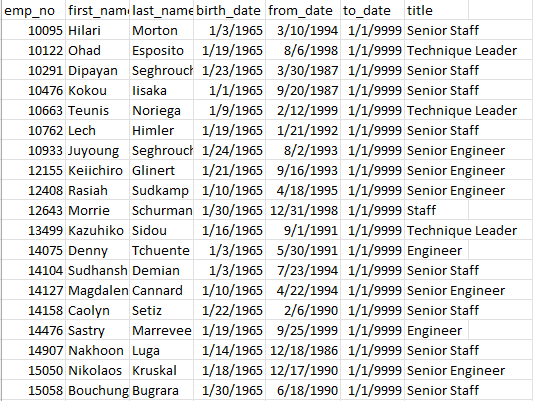 emp_no first_name last_name birth_date from_date to_date title
10095 Hilari Morton 1/3/1965 3/10/1994 1/1/9999 Senior Staff
10122 Ohad Esposito 1/9/1965 8/6/1998 1/1/9999 Technique Leader
10291 Dipayan Seghrouch 1/23/1965 3/30/1987 1/1/9999 Senior Staff
10476 Kokou Iisaka 1/1/1965 9/20/1987 1/1/9999 Senior Staff
10663 Teunis Noriega 1/9/1965 2/12/1999 1/1/9999 Technique Leader
10762 Lech Himler 1/19/1965 1/21/1992 1/1/9999 Senior Staff
10933 Juyoung Seghrouch 1/24/1965 8/2/1993 1/1/9999 Senior Engineer
12155 Keiichiro Glinert 1/21/1965 9/16/1993 1/1/9999 Senior Engineer
12408 Rasiah Sudkamp 1/10/1965 4/18/1995 1/1/9999 Senior Engineer
12643 Morrie Schurman 1/30/1965 12/31/1998 1/1/9999 Staff
13499 Kazuhiko Sidou 1/16/1965 9/1/1991 1/1/9999 Technique Leader
14075 Denny Tchuente 1/3/1965 5/30/1991 1/1/9999 Engineer
14104 Sudhansh Demian 1/3/1965 7/23/1994 1/1/9999 Senior Staff
14127 Magdalen Cannard 1/10/1965 4/22/1994 1/1/9999 Senior Engineer
14158 Caolyn Setiz 1/22/1965 2/6/1990 1/1/9999 Senior Staff
14476 Sastry Marrevee 1/19/1965 9/25/1999 1/1/9999 Engineer
14907 Nakhoon Luga 1/14/1965 12/18/1986 1/1/9999 Senior Staff
15050 Nikolaos Kruskal 1/18/1965 12/17/1990 1/1/9999 Senior Engineer
15058 Bouchung Bugrara 1/30/1965 6/18/1990 1/1/9999 Senior Staff